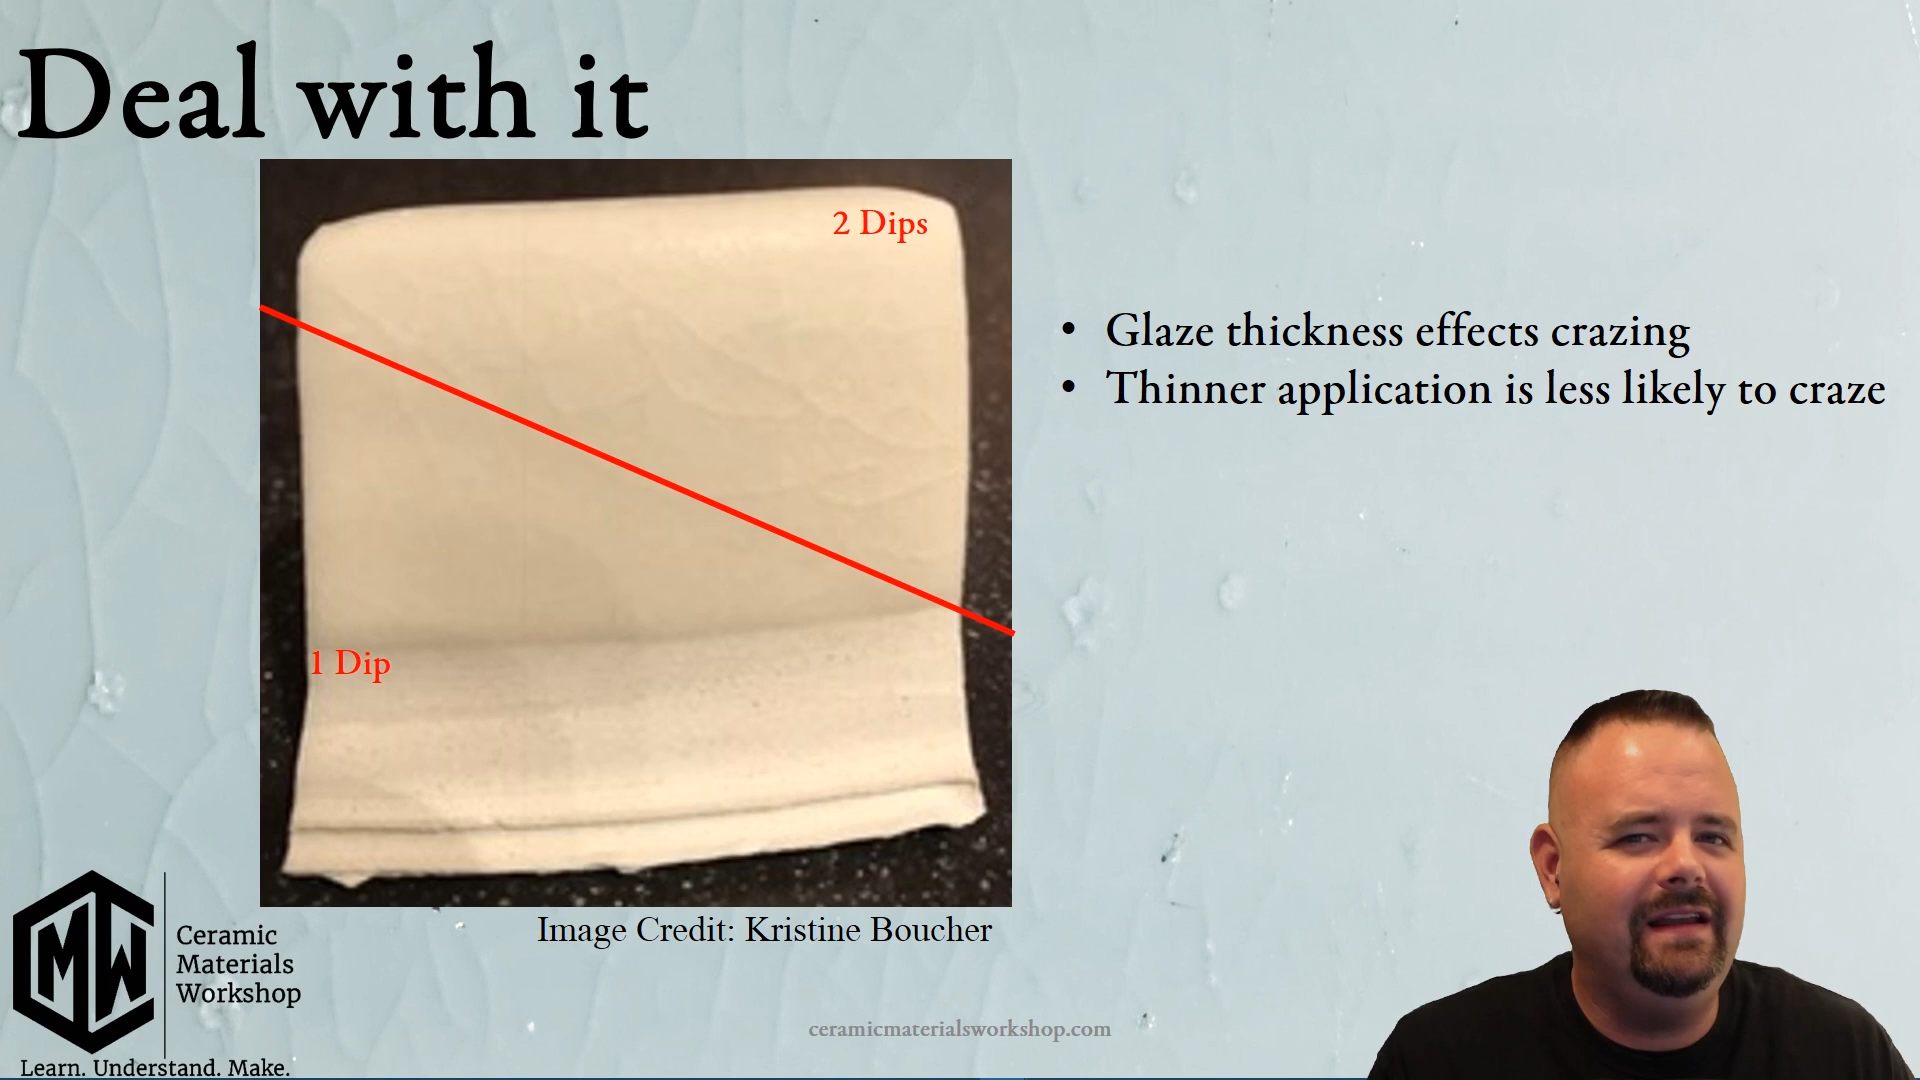 Deal with it
2 Dips
1 Dip
• Glaze thickness effects crazing
• Thinner application is less likely to craze
Image Credit: Kristine Boucher
CMW
Ceramic
Materials
Workshop
Learn. Understand. Make.
ceramicmaterialsworkshop.com